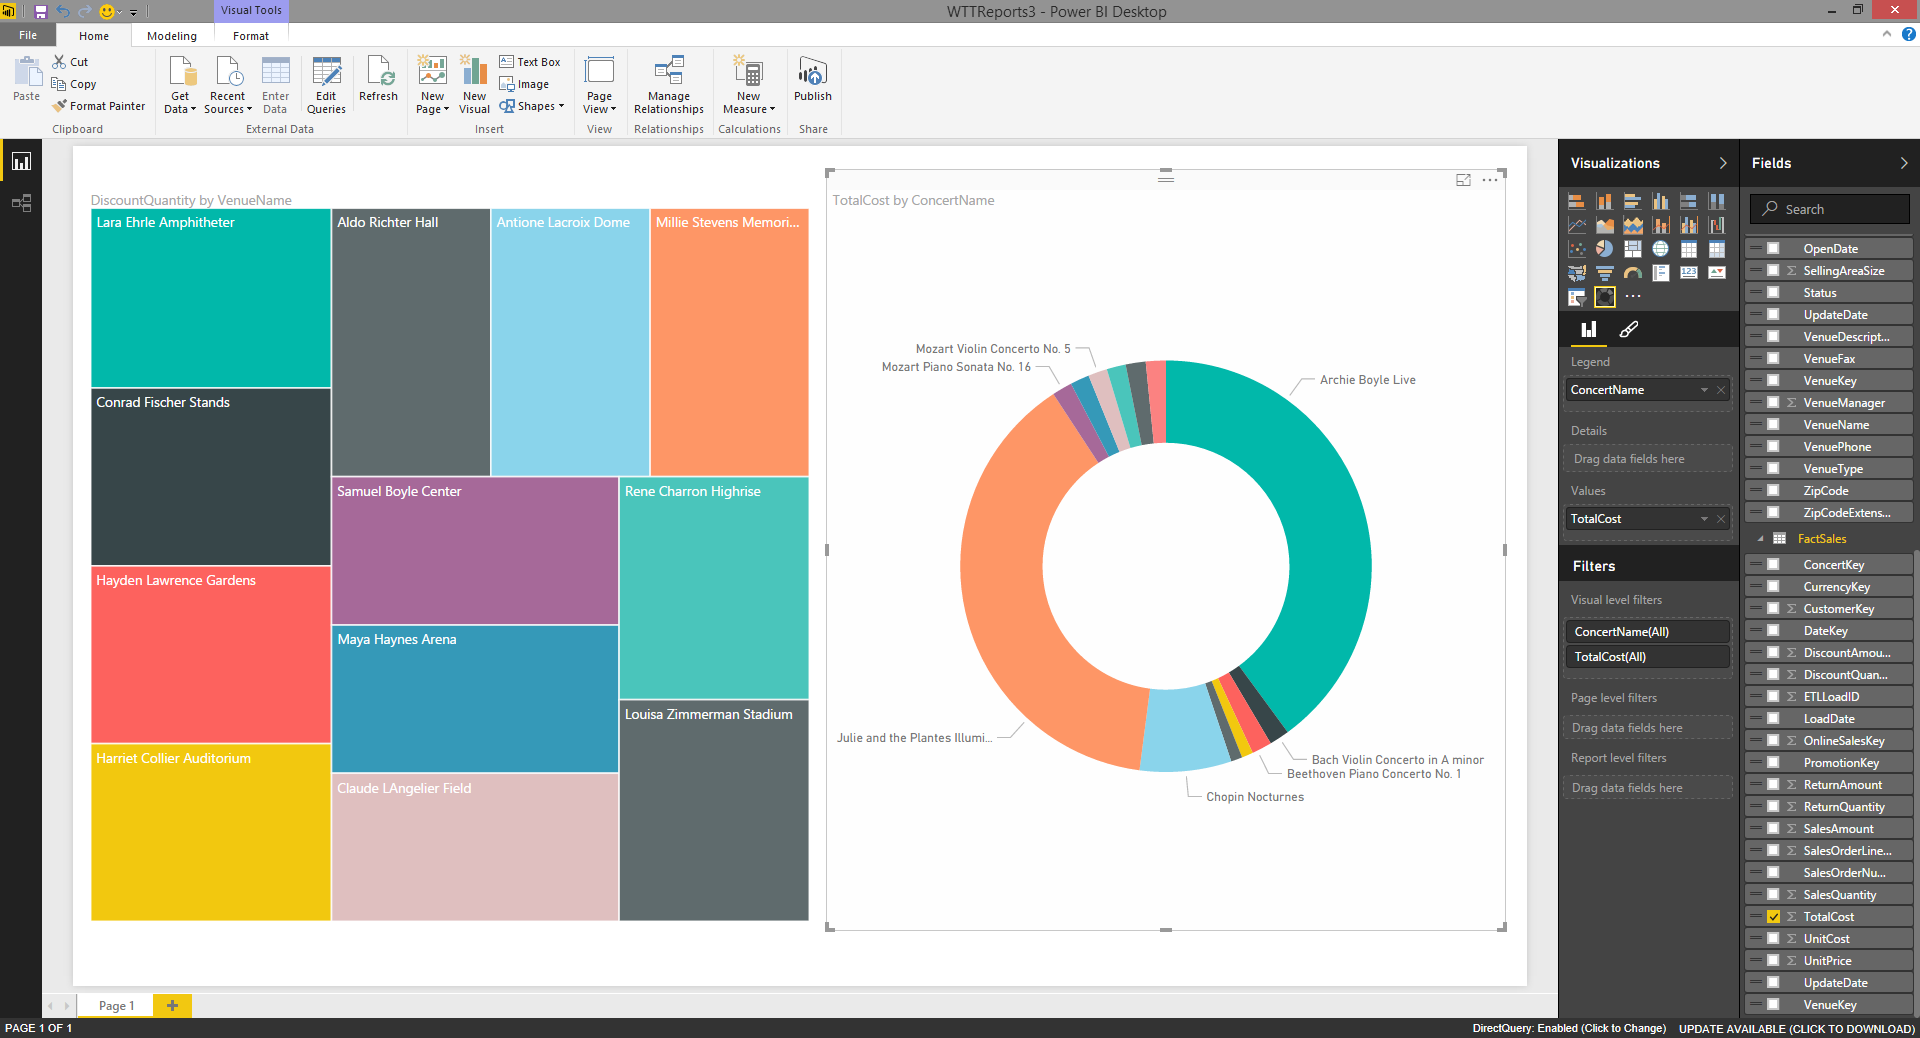 Visual Tools
WTTReports3 - Power BI Desktop
File
Home
Modeling
Format
Paste
Cut
Copy
Format Painter
Clipboard
Get Data
Recent Sources
Enter Data
Edit Queries
Refresh
External Data
New Page
New Visual
Text Box
Image
Shapes
Insert
Page View
View
Manage Relationships
Relationships
New Measure
Calculations
Publish
Share
DiscountQuantity by VenueName
Lara Ehrle Amphitheter
Aldo Richter Hall
Antione Lacroix Dome
Millie Stevens Memori...
Conrad Fischer Stands
Samuel Boyle Center
Rene Charron Highrise
Hayden Lawrence Gardens
Maya Haynes Arena
Louisa Zimmerman Stadium
Harriet Collier Auditorium
Claude LAngelier Field
TotalCost by ConcertName
Mozart Violin Concerto No. 5
Mozart Piano Sonata No. 16
Archie Boyle Live
Julie and the Plantes Illumi...
Bach Violin Concerto in A minor
Beethoven Piano Concerto No. 1
Chopin Nocturnes
Visualizations
123
Legend
ConcertName
Details
Drag data fields here
Values
TotalCost
Filters
Visual level filters
ConcertName(All)
TotalCost(All)
Page level filters
Drag data fields here
Report level filters
Drag data fields here
Fields
Search
OpenDate
SellingAreaSize
Status
UpdateDate
VenueDescript...
VenueFax
VenueKey
VenueManager
VenueName
VenuePhone
VenueType
ZipCode
ZipCodeExtens...
FactSales
ConcertKey
CurrencyKey
CustomerKey
DateKey
DiscountAmou...
DiscountQuan...
ETLLoadID
LoadDate
OnlineSalesKey
PromotionKey
ReturnAmount
ReturnQuantity
SalesAmount
SalesOrderLine...
SalesOrderNu...
SalesQuantity
TotalCost
UnitCost
UnitPrice
UpdateDate
VenueKey
Page 1
PAGE 1 OF 1
DirectQuery: Enabled (Click to Change)
UPDATE AVAILABLE (CLICK TO DOWNLOAD)